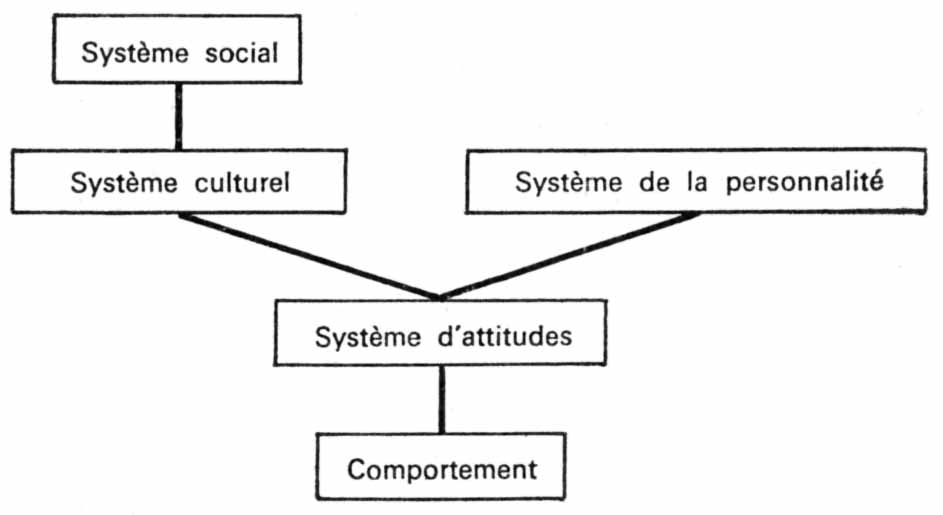 Système social
Système culturel
Système de la personnalité
Système d'attitudes
Comportement